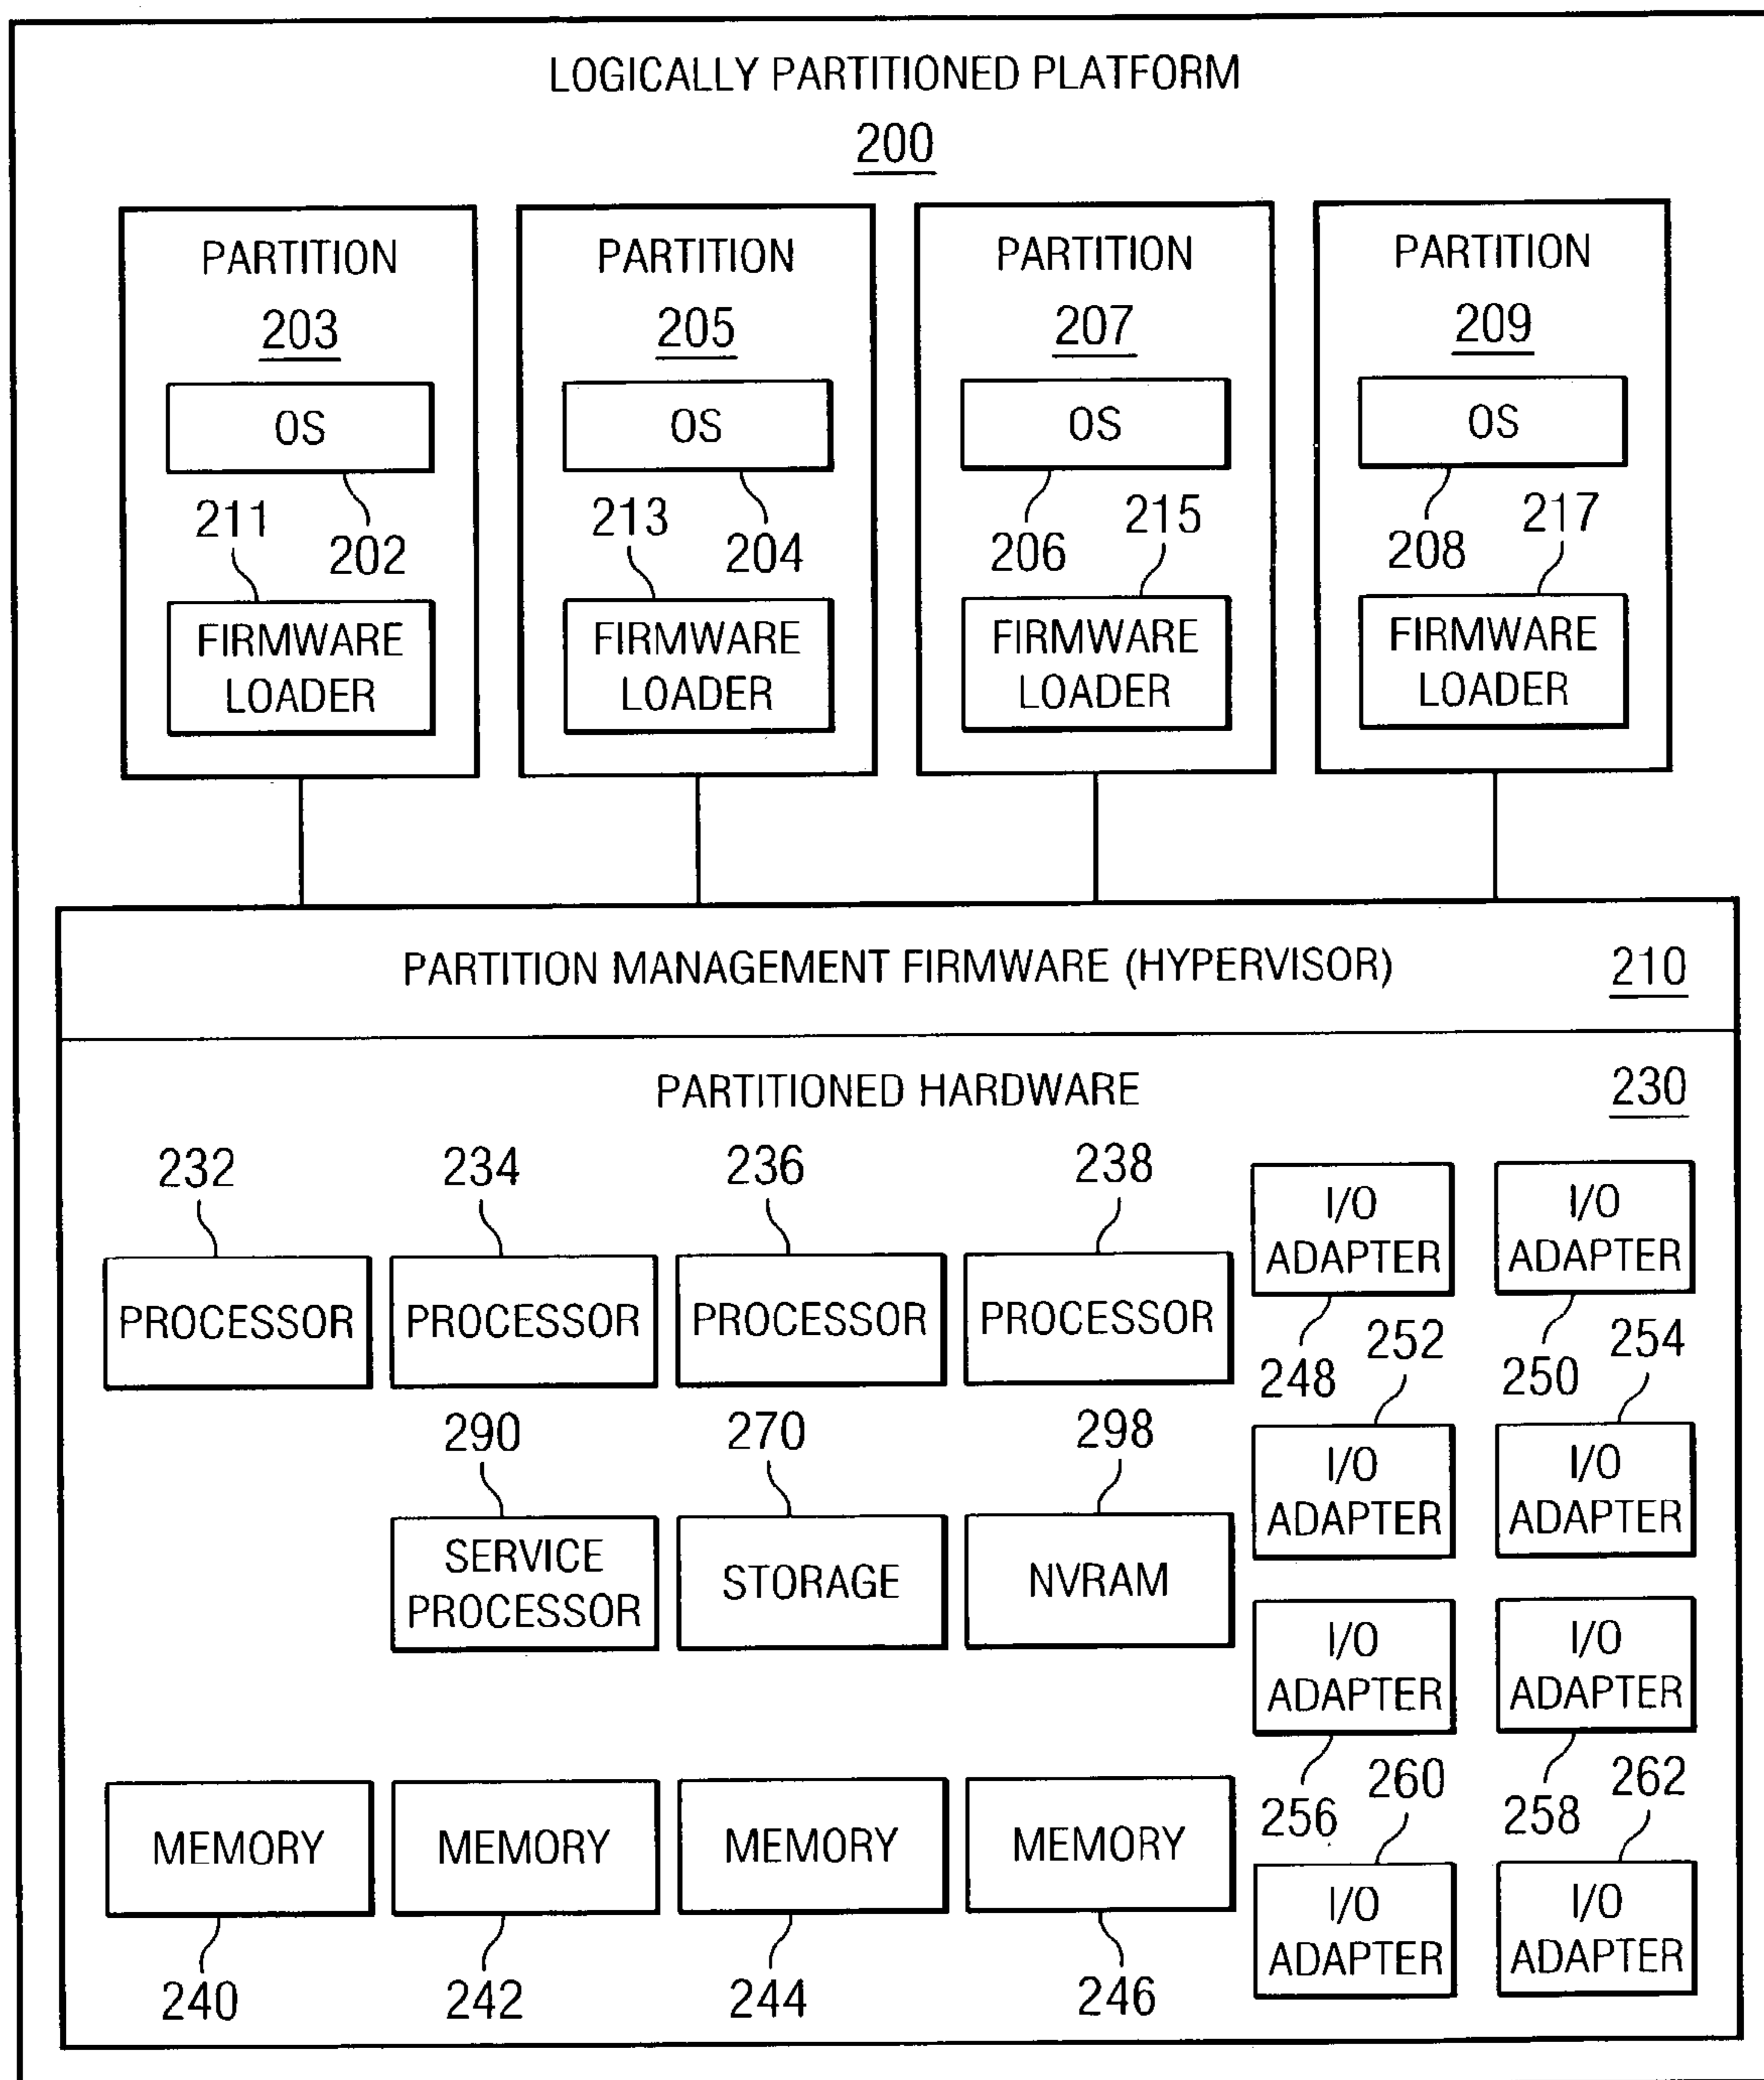 LOGICALLY PARTITIONED PLATFORM
200
PARTITION
203
OS
202
211
FIRMWARE
LOADER
PARTITION
205
OS
204
213
FIRMWARE
LOADER
PARTITION
207
OS
206
215
FIRMWARE
LOADER
PARTITION
209
OS
208
217
FIRMWARE
LOADER
PARTITION MANAGEMENT FIRMWARE (HYPERVISOR)
210
PARTITIONED HARDWARE
230
232
234
236
238
PROCESSOR
PROCESSOR
PROCESSOR
PROCESSOR
290
270
298
SERVICE
PROCESSOR
STORAGE
NVRAM
MEMORY
MEMORY
MEMORY
MEMORY
240
242
244
246
I/O
ADAPTER
248
I/O
ADAPTER
250
252
I/O
ADAPTER
254
I/O
ADAPTER
I/O
ADAPTER
256
I/O
ADAPTER
258
260
I/O
ADAPTER
262
I/O
ADAPTER